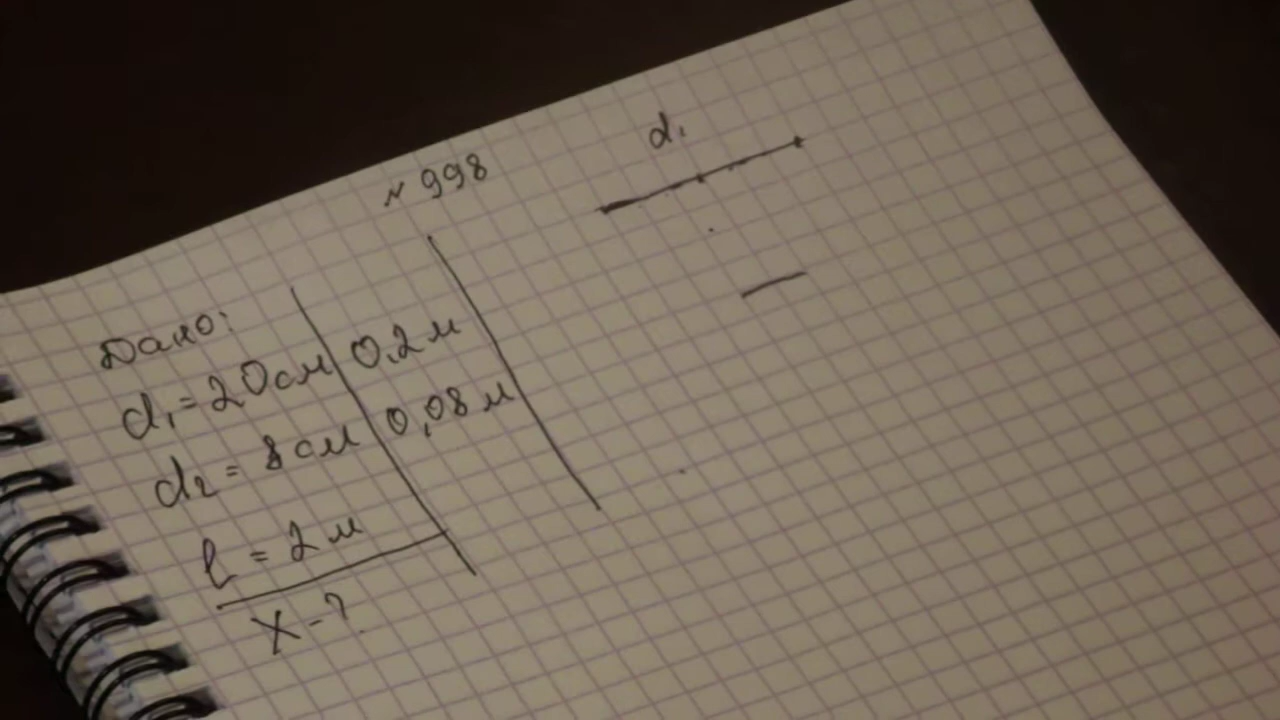 № 998
d₁
Дано:
d₁ = 20см 0.2м
d₂ = 8см 0,08м
l = 2м
X - ?